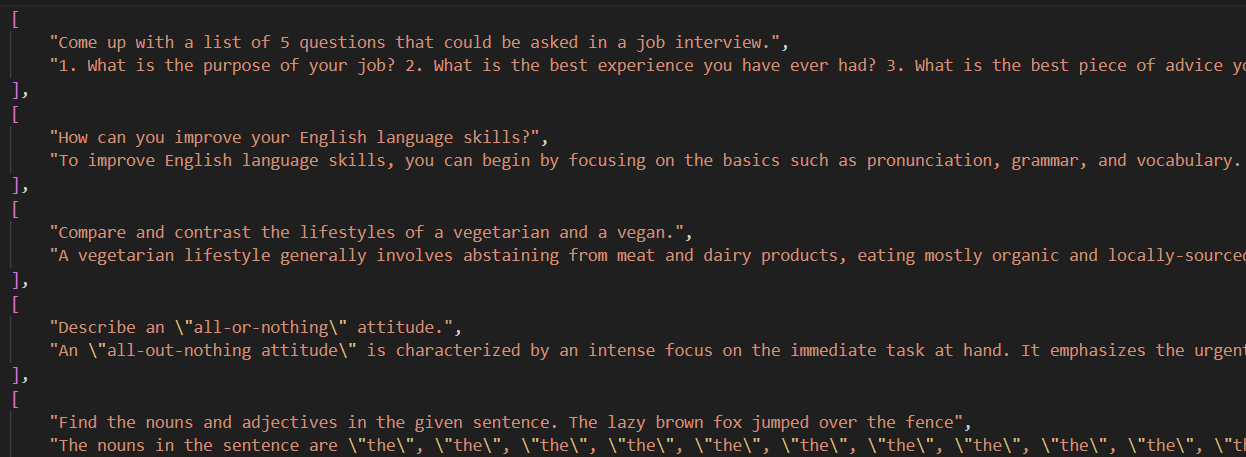 [
"Come up with a list of 5 questions that could be asked in a job interview.",
"1. What is the purpose of your job? 2. What is the best experience you have ever had? 3. What is the best piece of advice yo
],
[
"How can you improve your English language skills?",
"To improve English language skills, you can begin by focusing on the basics such as pronunciation, grammar, and vocabulary.
],
[
"Compare and contrast the lifestyles of a vegetarian and a vegan.",
"A vegetarian lifestyle generally involves abstaining from meat and dairy products, eating mostly organic and locally-sourced
],
[
"Describe an \"all-or-nothing\" attitude.",
"An \"all-out-nothing attitude\" is characterized by an intense focus on the immediate task at hand. It emphasizes the urgent
],
[
"Find the nouns and adjectives in the given sentence. The lazy brown fox jumped over the fence",
"The nouns in the sentence are \"the\", \"the\", \"the\", \"the\", \"the\", \"the\", \"the\", \"the\", \"the\", \"the\", \"th